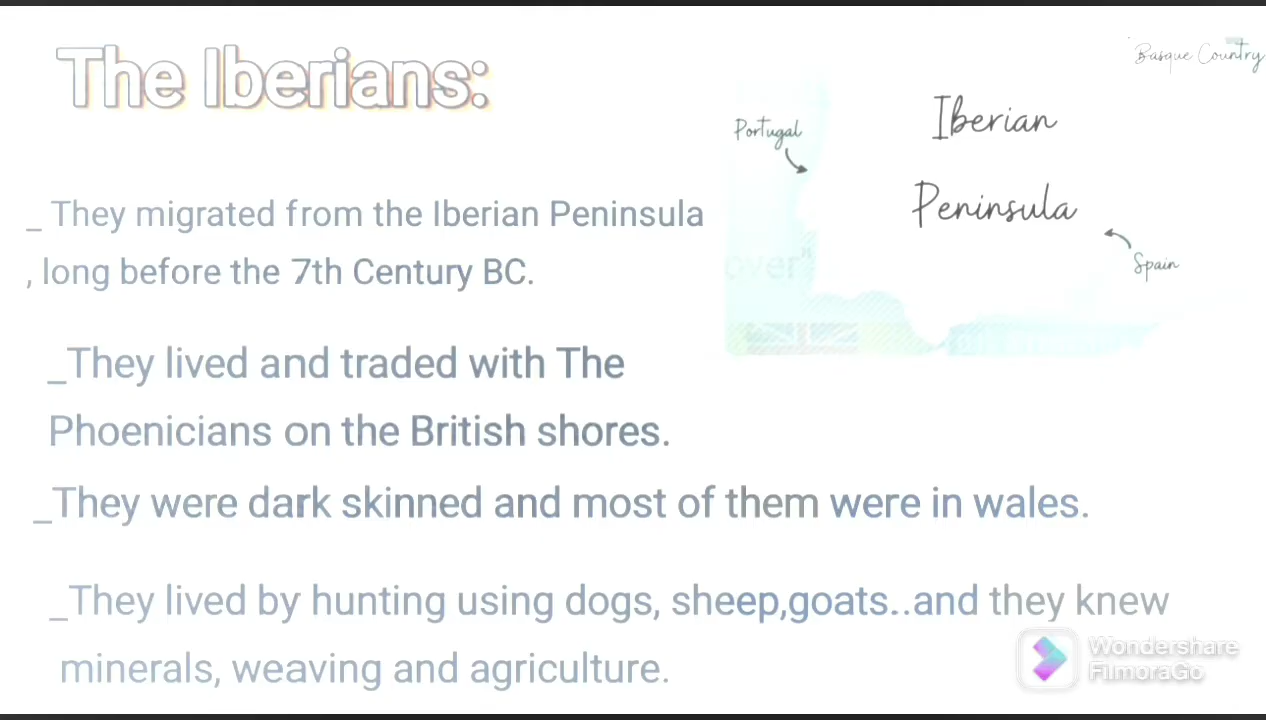 The Iberians:
Basque Country
Iberian
Portugal
Peninsula
Spain
_ They migrated from the Iberian Peninsula
, long before the 7th Century BC.
over"
_They lived and traded with The
Phoenicians on the British shores.
_They were dark skinned and most of them were in wales.
_They lived by hunting using dogs, sheep,goats..and they knew
minerals, weaving and agriculture.
Wondershare
FilmoraGo